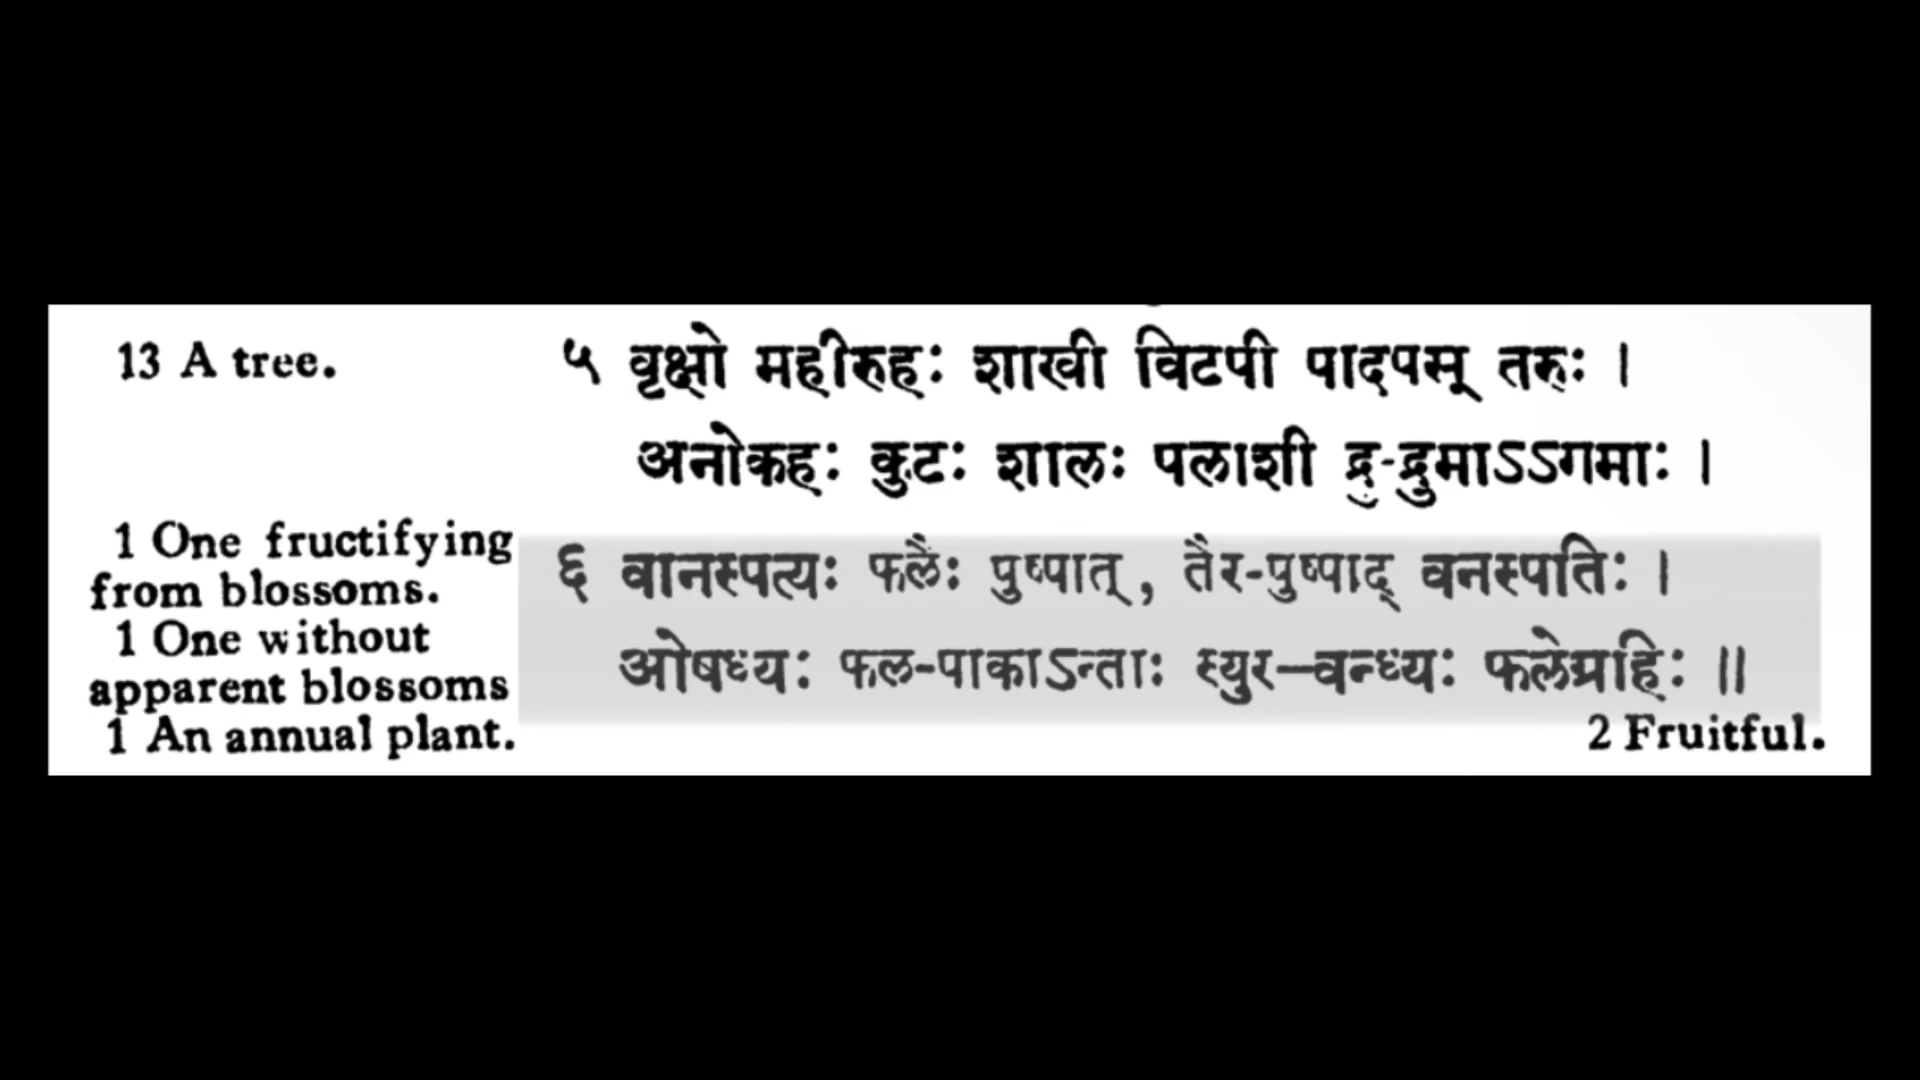 13 A tree. ५ वृक्षो महीरुहः शाखी विटपी पादपस् तरुः ।
अनोकहः कुटः शालः पलाशी द्रु-द्रुमाऽऽगमाः ।
1 One fructifying
from blossoms.
६ वानस्पत्यः फलैः पुष्पात्, तैर-पुष्पाद् वनस्पतिः ।
1 One without
apparent blossoms
ओषध्यः फल-पाकाऽन्ताः स्युर–वन्ध्यः फलेग्रहिः ॥
1 An annual plant. 2 Fruitful.